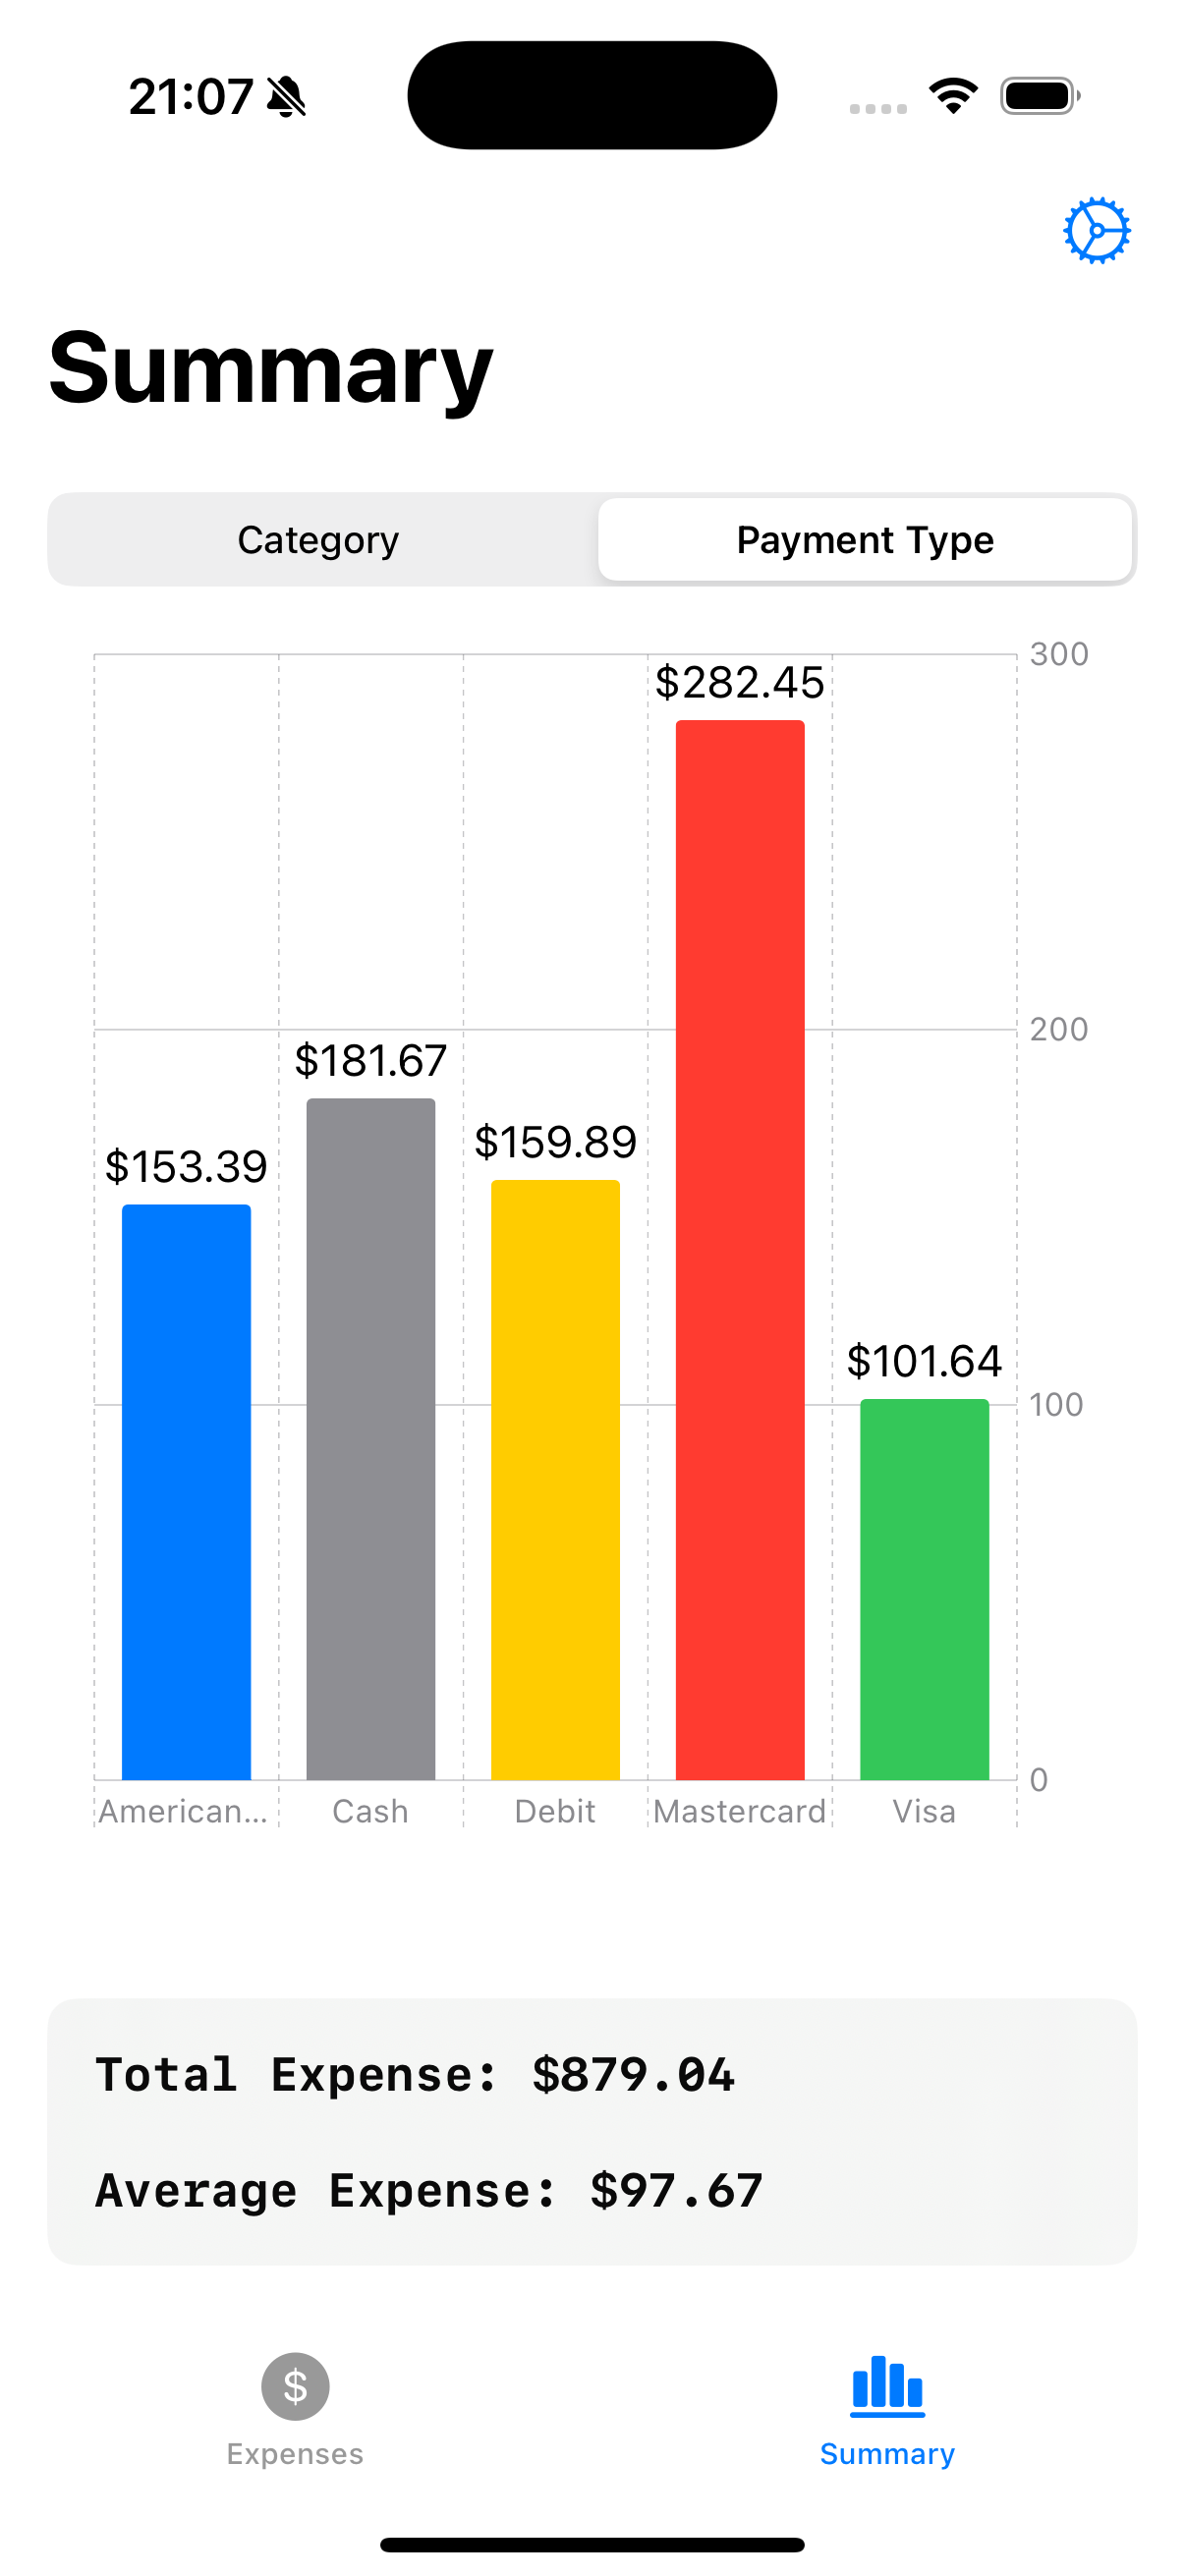 21:07
Summary
Category Payment Type
300
$282.45
200
$181.67
$159.89
$153.39
$101.64
100
0
American... Cash Debit Mastercard Visa
Total Expense: $879.04
Average Expense: $97.67
$
Expenses Summary